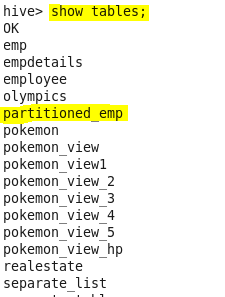 hive> show tables;
OK
emp
empdetails
employee
olympics
partitioned_emp
pokemon
pokemon_view
pokemon_view1
pokemon_view_2
pokemon_view_3
pokemon_view_4
pokemon_view_5
pokemon_view_hp
realestate
separate_list